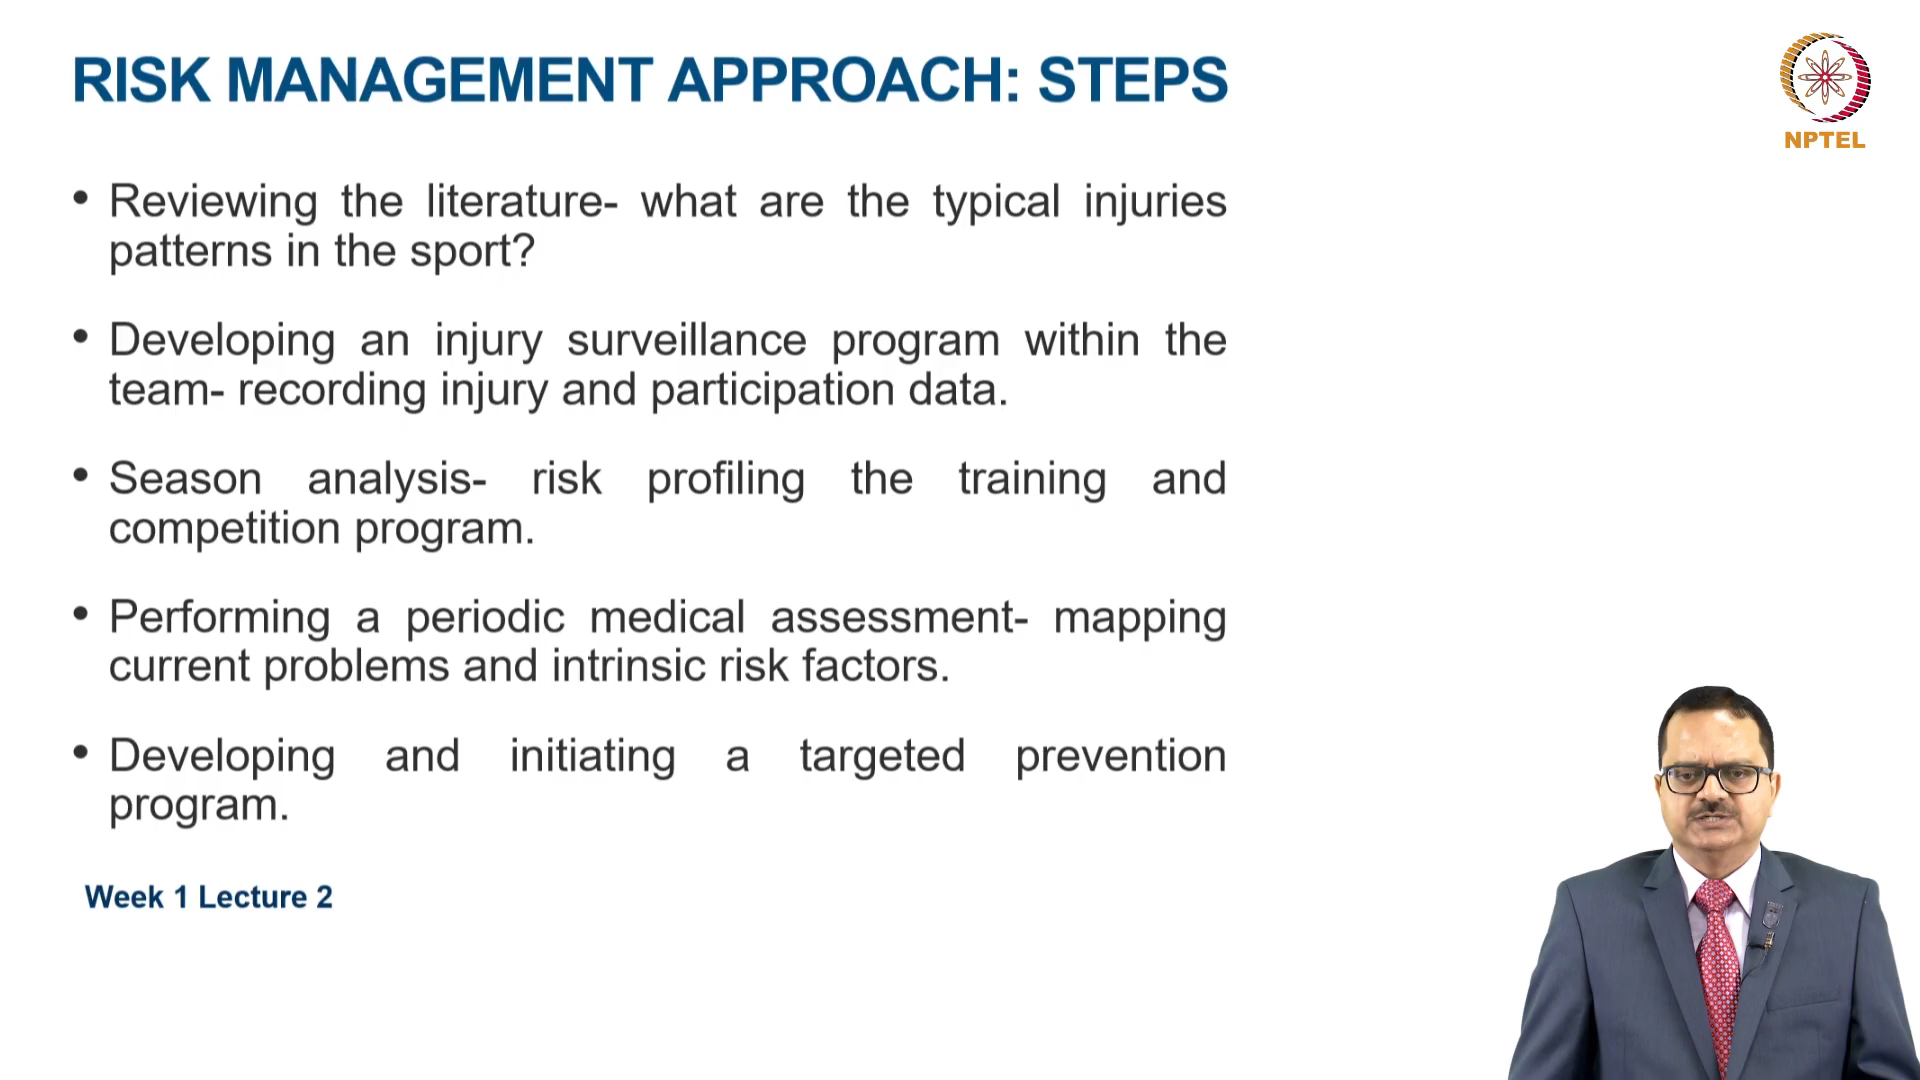 RISK MANAGEMENT APPROACH: STEPS
NPTEL
• Reviewing the literature- what are the typical injuries
patterns in the sport?
• Developing an injury surveillance program within the
team- recording injury and participation data.
• Season analysis- risk profiling the training and
competition program.
• Performing a periodic medical assessment- mapping
current problems and intrinsic risk factors.
• Developing and initiating a targeted prevention
program.
Week 1 Lecture 2